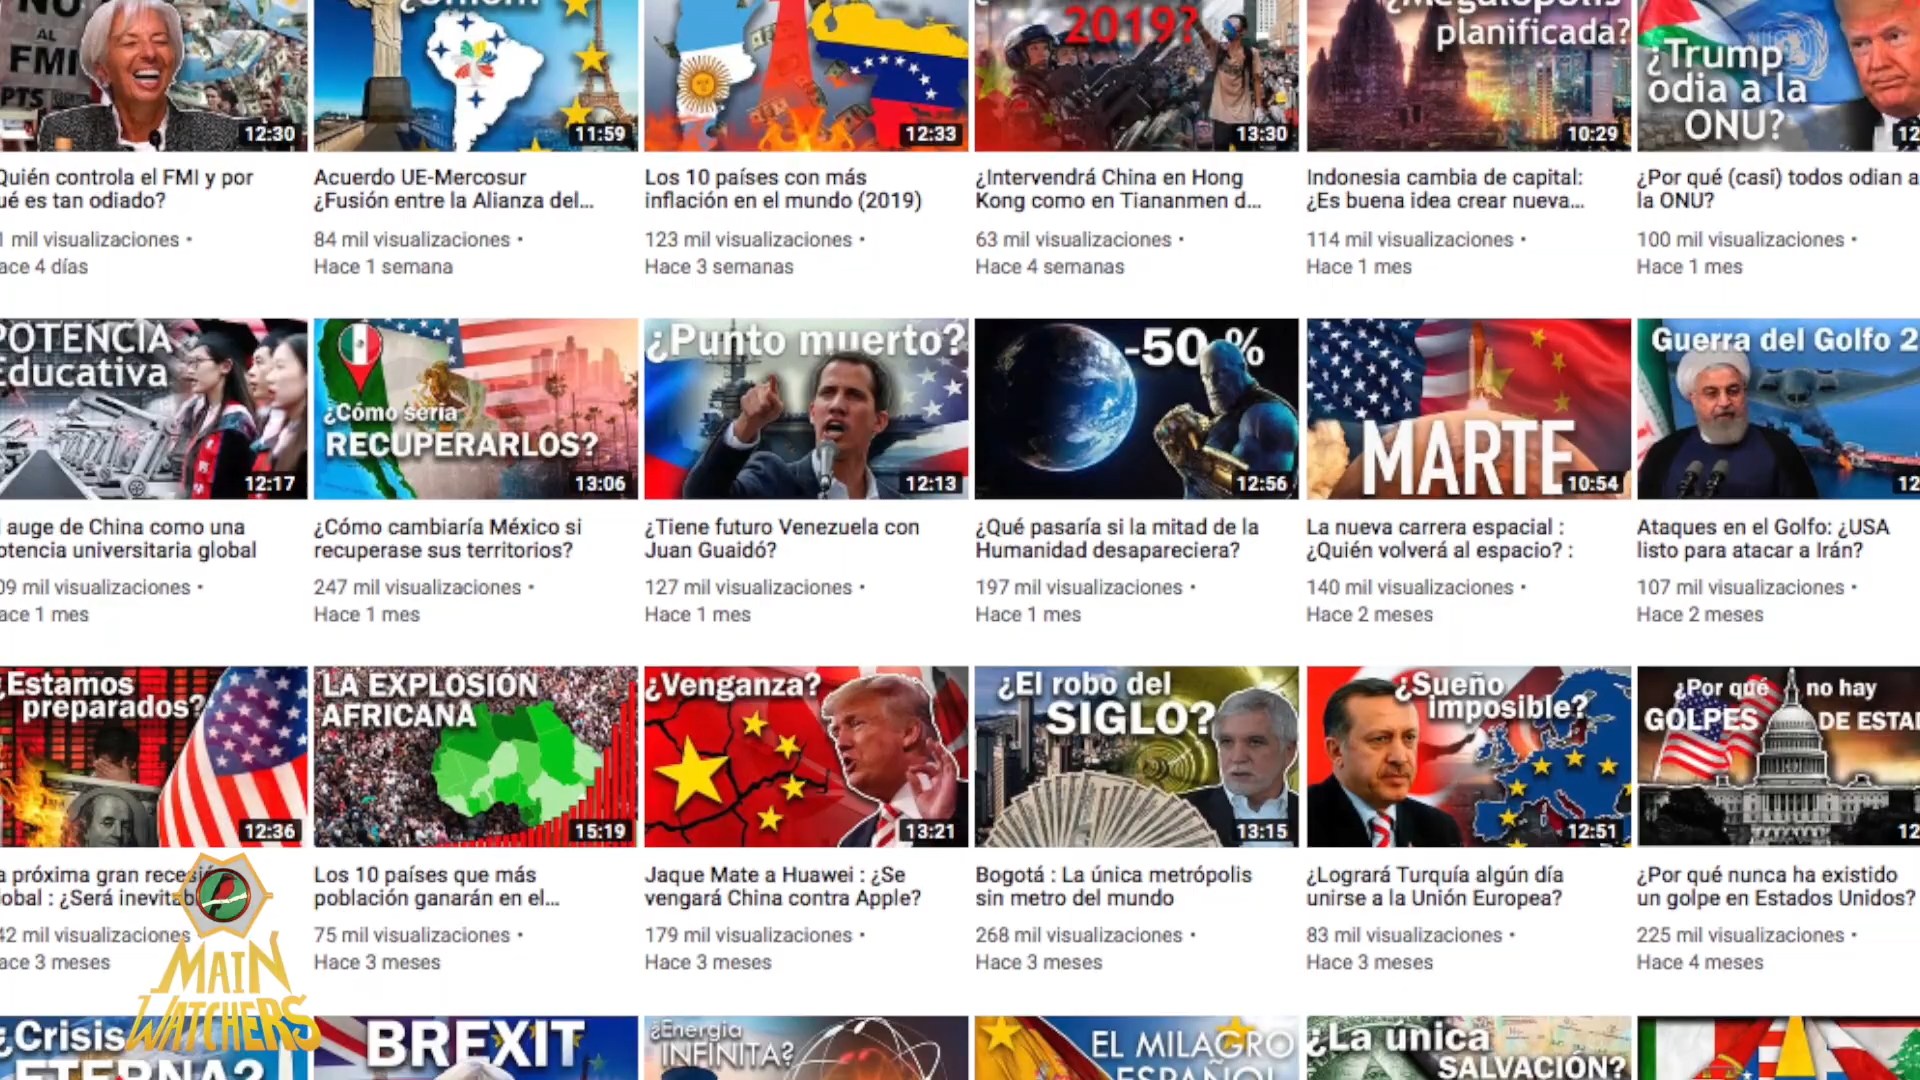 NO
AL
FMI
PTS
12:30
¿Unión?
11:59
12:33
2019?
13:30
¿Megalópolis
planificada?
10:29
¿Trump
odia a la
ONU?
12
Quién controla el FMI y por
ué es tan odiado?
1 mil visualizaciones •
ace 4 días
Acuerdo UE-Mercosur
¿Fusión entre la Alianza del...
84 mil visualizaciones •
Hace 1 semana
Los 10 países con más
inflación en el mundo (2019)
123 mil visualizaciones •
Hace 3 semanas
¿Intervendrá China en Hong
Kong como en Tiananmen d...
63 mil visualizaciones •
Hace 4 semanas
Indonesia cambia de capital:
¿Es buena idea crear nueva...
114 mil visualizaciones •
Hace 1 mes
¿Por qué (casi) todos odian a
la ONU?
100 mil visualizaciones •
Hace 1 mes
POTENCIA
Educativa
12:17
¿Cómo sería
RECUPERARLOS?
13:06
¿Punto muerto?
12:13
-50 %
12:56
MARTE
10:54
Guerra del Golfo 2
12
l auge de China como una
otencia universitaria global
09 mil visualizaciones •
ace 1 mes
¿Cómo cambiaría México si
recuperase sus territorios?
247 mil visualizaciones •
Hace 1 mes
¿Tiene futuro Venezuela con
Juan Guaidó?
127 mil visualizaciones •
Hace 1 mes
¿Qué pasaría si la mitad de la
Humanidad desapareciera?
197 mil visualizaciones •
Hace 1 mes
La nueva carrera espacial :
¿Quién volverá al espacio? :
140 mil visualizaciones •
Hace 2 meses
Ataques en el Golfo: ¿USA
listo para atacar a Irán?
107 mil visualizaciones •
Hace 2 meses
¿Estamos
preparados?
12:36
LA EXPLOSIÓN
AFRICANA
15:19
¿Venganza?
13:21
¿El robo del
SIGLO?
13:15
¿Sueño
imposible?
12:51
¿Por qué no hay
GOLPES DE ESTAD
12
a próxima gran recesió
lobal : ¿Será inevitab
42 mil visualizaciones
ace 3 meses
Los 10 países que más
población ganarán en el...
75 mil visualizaciones •
Hace 3 meses
Jaque Mate a Huawei : ¿Se
vengará China contra Apple?
179 mil visualizaciones •
Hace 3 meses
Bogotá : La única metrópolis
sin metro del mundo
268 mil visualizaciones •
Hace 3 meses
¿Logrará Turquía algún día
unirse a la Unión Europea?
83 mil visualizaciones •
Hace 3 meses
¿Por qué nunca ha existido
un golpe en Estados Unidos?
225 mil visualizaciones •
Hace 4 meses
MAIN
WATCHERS
¿Crisis
ETERNA?
BREXIT
¿Energía
INFINITA?
EL MILAGRO
ESPAÑOL
¿La única
SALVACIÓN?